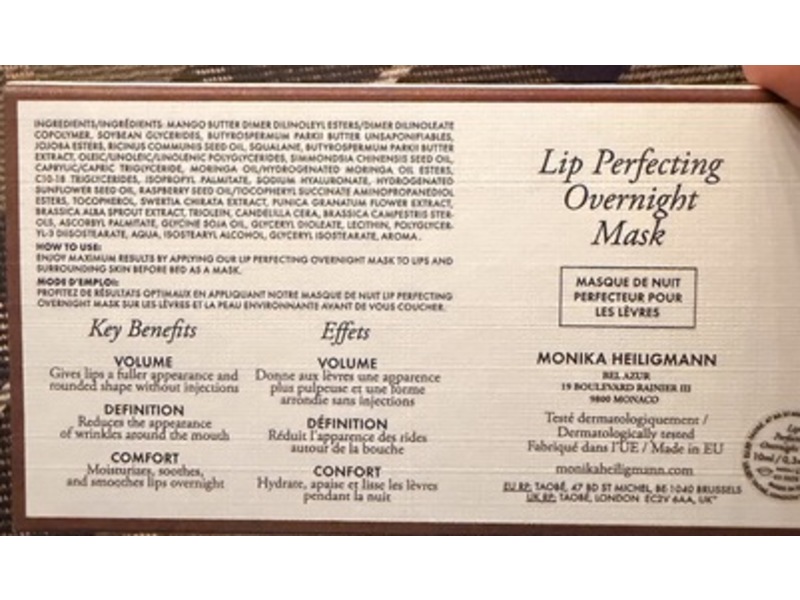 INGREDIENTS/INGRÉDIENTS: MANGO BUTTER DIMER DILINOLEYL ESTERS/DIMER DILINOLEATE
COPOLYMER, SOYBEAN GLYCERIDES, BUTYROSPERMUM PARKII BUTTER UNSAPONIFIABLES,
JOJOBA ESTERS, RICINUS COMMUNIS SEED OIL, SQUALANE, BUTYROSPERMUM PARKII BUTTER
EXTRACT, OLEIC/LINOLEIC/LINOLENIC POLYGLYCERIDES, SIMMONDSIA CHINENSIS SEED OIL,
CAPRYLIC/CAPRIC TRIGLYCERIDE, MORINGA OIL/HYDROGENATED MORINGA OIL ESTERS,
C10-18 TRIGLYCERIDES, ISOPROPYL PALMITATE, SODIUM HYALURONATE, HYDROGENATED
SUNFLOWER SEED OIL, RASPBERRY SEED OIL/TOCOPHERYL SUCCINATE AMINOPROPANEDIOL
ESTERS, TOCOPHEROL, SWERTIA CHIRATA EXTRACT, PUNICA GRANATUM FLOWER EXTRACT,
BRASSICA ALBA SPROUT EXTRACT, TRIOLEIN, CANDELILLA CERA, BRASSICA CAMPESTRIS STER-
OLS, ASCORBYL PALMITATE, GLYCINE SOJA OIL, GLYCERYL DIOLEATE, LECITHIN, POLYGLYCER-
YL-3 DIISOSTEARATE, AQUA, ISOSTEARYL ALCOHOL, GLYCERYL ISOSTEARATE, AROMA.
HOW TO USE:
ENJOY MAXIMUM RESULTS BY APPLYING OUR LIP PERFECTING OVERNIGHT MASK TO LIPS AND
SURROUNDING SKIN BEFORE BED AS A MASK.
MODE D'EMPLOI:
PROFITEZ DE RÉSULTATS OPTIMAUX EN APPLIQUANT NOTRE MASQUE DE NUIT LIP PERFECTING
OVERNIGHT MASK SUR LES LÈVRES ET LA PEAU ENVIRONNANTE AVANT DE VOUS COUCHER.
Key Benefits
VOLUME
Gives lips a fuller appearance and
rounded shape without injections
DEFINITION
Reduces the appearance
of wrinkles around the mouth
COMFORT
Moisturises, soothes,
and smoothes lips overnight
Effets
VOLUME
Donne aux lèvres une apparence
plus pulpeuse et une forme
arrondie sans injections
DÉFINITION
Réduit l'apparence des rides
autour de la bouche
CONFORT
Hydrate, apaise et lisse les lèvres
pendant la nuit
Lip Perfecting
Overnight
Mask
MASQUE DE NUIT
PERFECTEUR POUR
LES LÈVRES
MONIKA HEILIGMANN
BEL AZUR
19 BOULEVARD RAINIER III
9800 MONACO
Testé dermatologiquement /
Dermatologically tested
Fabriqué dans l'UE / Made in EU
monikaheiligmann.com
EU RP: TAOBÉ, 47 BD ST MICHEL, BE-1040 BRUSSELS
UK RP: TAOBÉ, LONDON EC2V 6AA, UK"